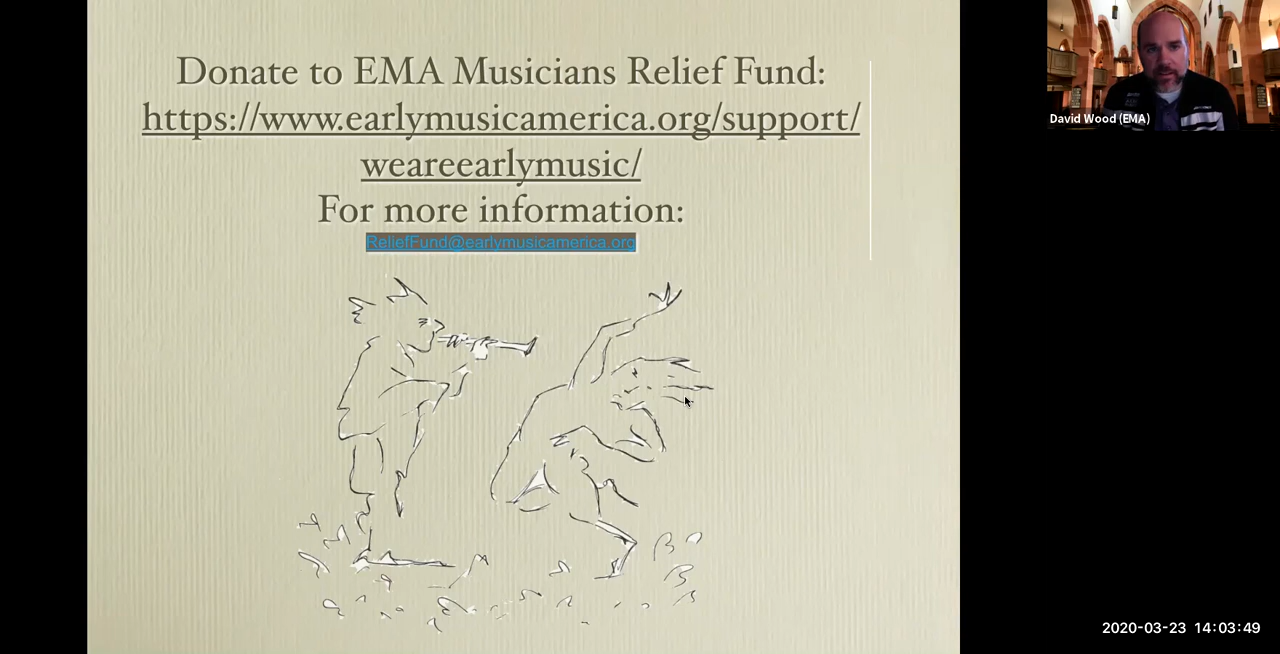 Donate to EMA Musicians Relief Fund:
https://www.earlymusicamerica.org/support/
weareearlymusic/
For more information:
ReliefFund@earlymusicamerica.org
David Wood (EMA)
2020-03-23 14:03:49